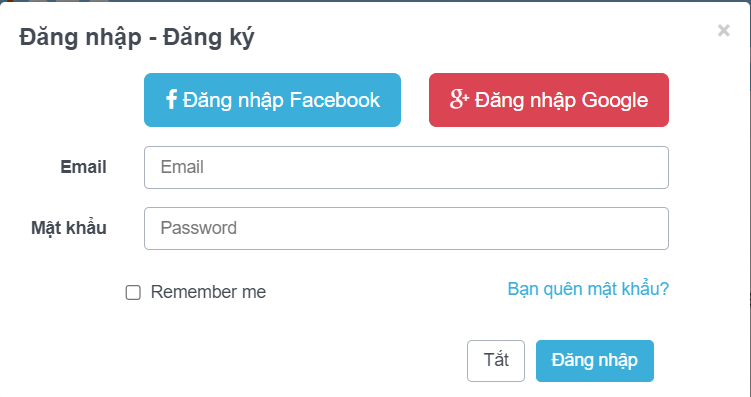 Đăng nhập - Đăng ký
×
Đăng nhập Facebook
Đăng nhập Google
Email Email
Mật khẩu Password
Remember me Bạn quên mật khẩu?
Tắt Đăng nhập